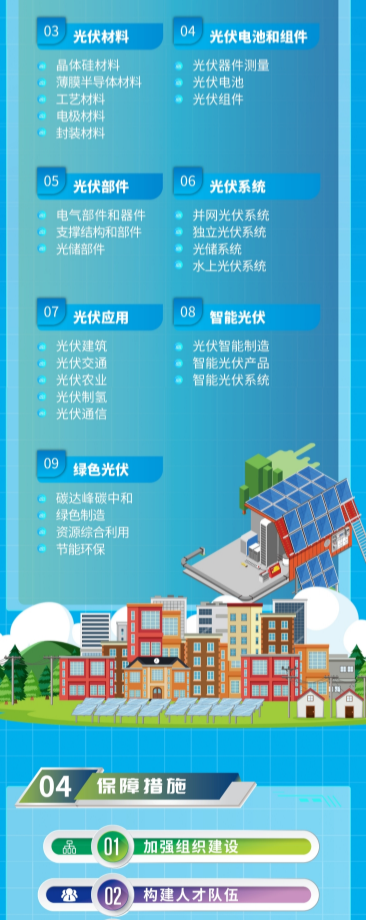 03 光伏材料
晶体硅材料
薄膜半导体材料
工艺材料
电极材料
封装材料
04 光伏电池和组件
光伏器件测量
光伏电池
光伏组件
05 光伏部件
电气部件和器件
支撑结构和部件
光储部件
06 光伏系统
并网光伏系统
独立光伏系统
光储系统
水上光伏系统
07 光伏应用
光伏建筑
光伏交通
光伏农业
光伏制氢
光伏通信
08 智能光伏
光伏智能制造
智能光伏产品
智能光伏系统
09 绿色光伏
碳达峰碳中和
绿色制造
资源综合利用
节能环保
04 保障措施
01 加强组织建设
02 构建人才队伍